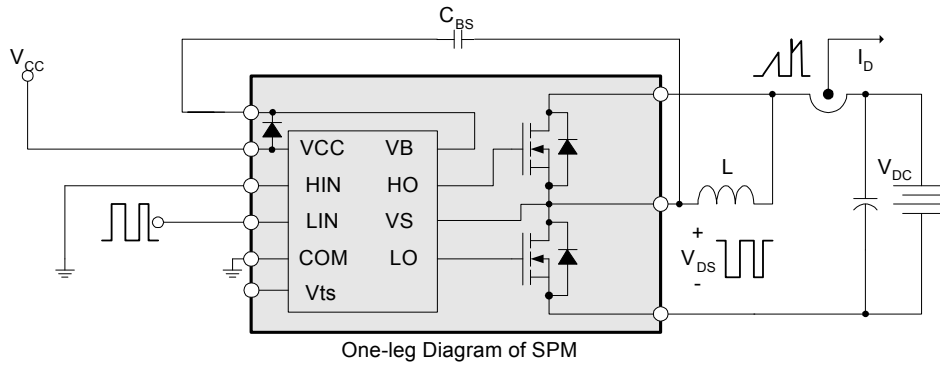 C_BS
V_CC
I_D
VCC VB
HIN HO
LIN VS
COM LO
Vts
L
V_DC
+
V_DS
-
One-leg Diagram of SPM